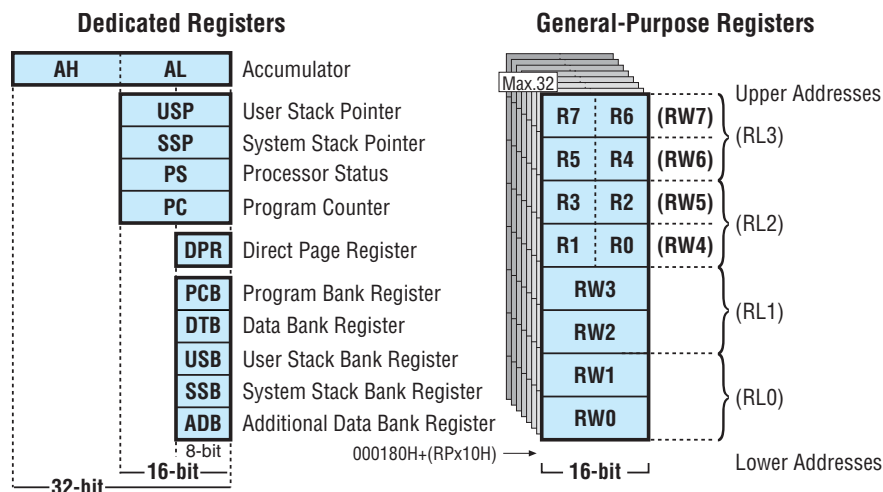 Dedicated Registers
AH AL Accumulator
USP User Stack Pointer
SSP System Stack Pointer
PS Processor Status
PC Program Counter
DPR Direct Page Register
PCB Program Bank Register
DTB Data Bank Register
USB User Stack Bank Register
SSB System Stack Bank Register
ADB Additional Data Bank Register
8-bit
16-bit
32-bit
General-Purpose Registers
Max.32
Upper Addresses
R7 R6 (RW7)
(RL3)
R5 R4 (RW6)
R3 R2 (RW5)
(RL2)
R1 R0 (RW4)
RW3
(RL1)
RW2
RW1
(RL0)
RW0
000180H+(RPx10H)
16-bit
Lower Addresses